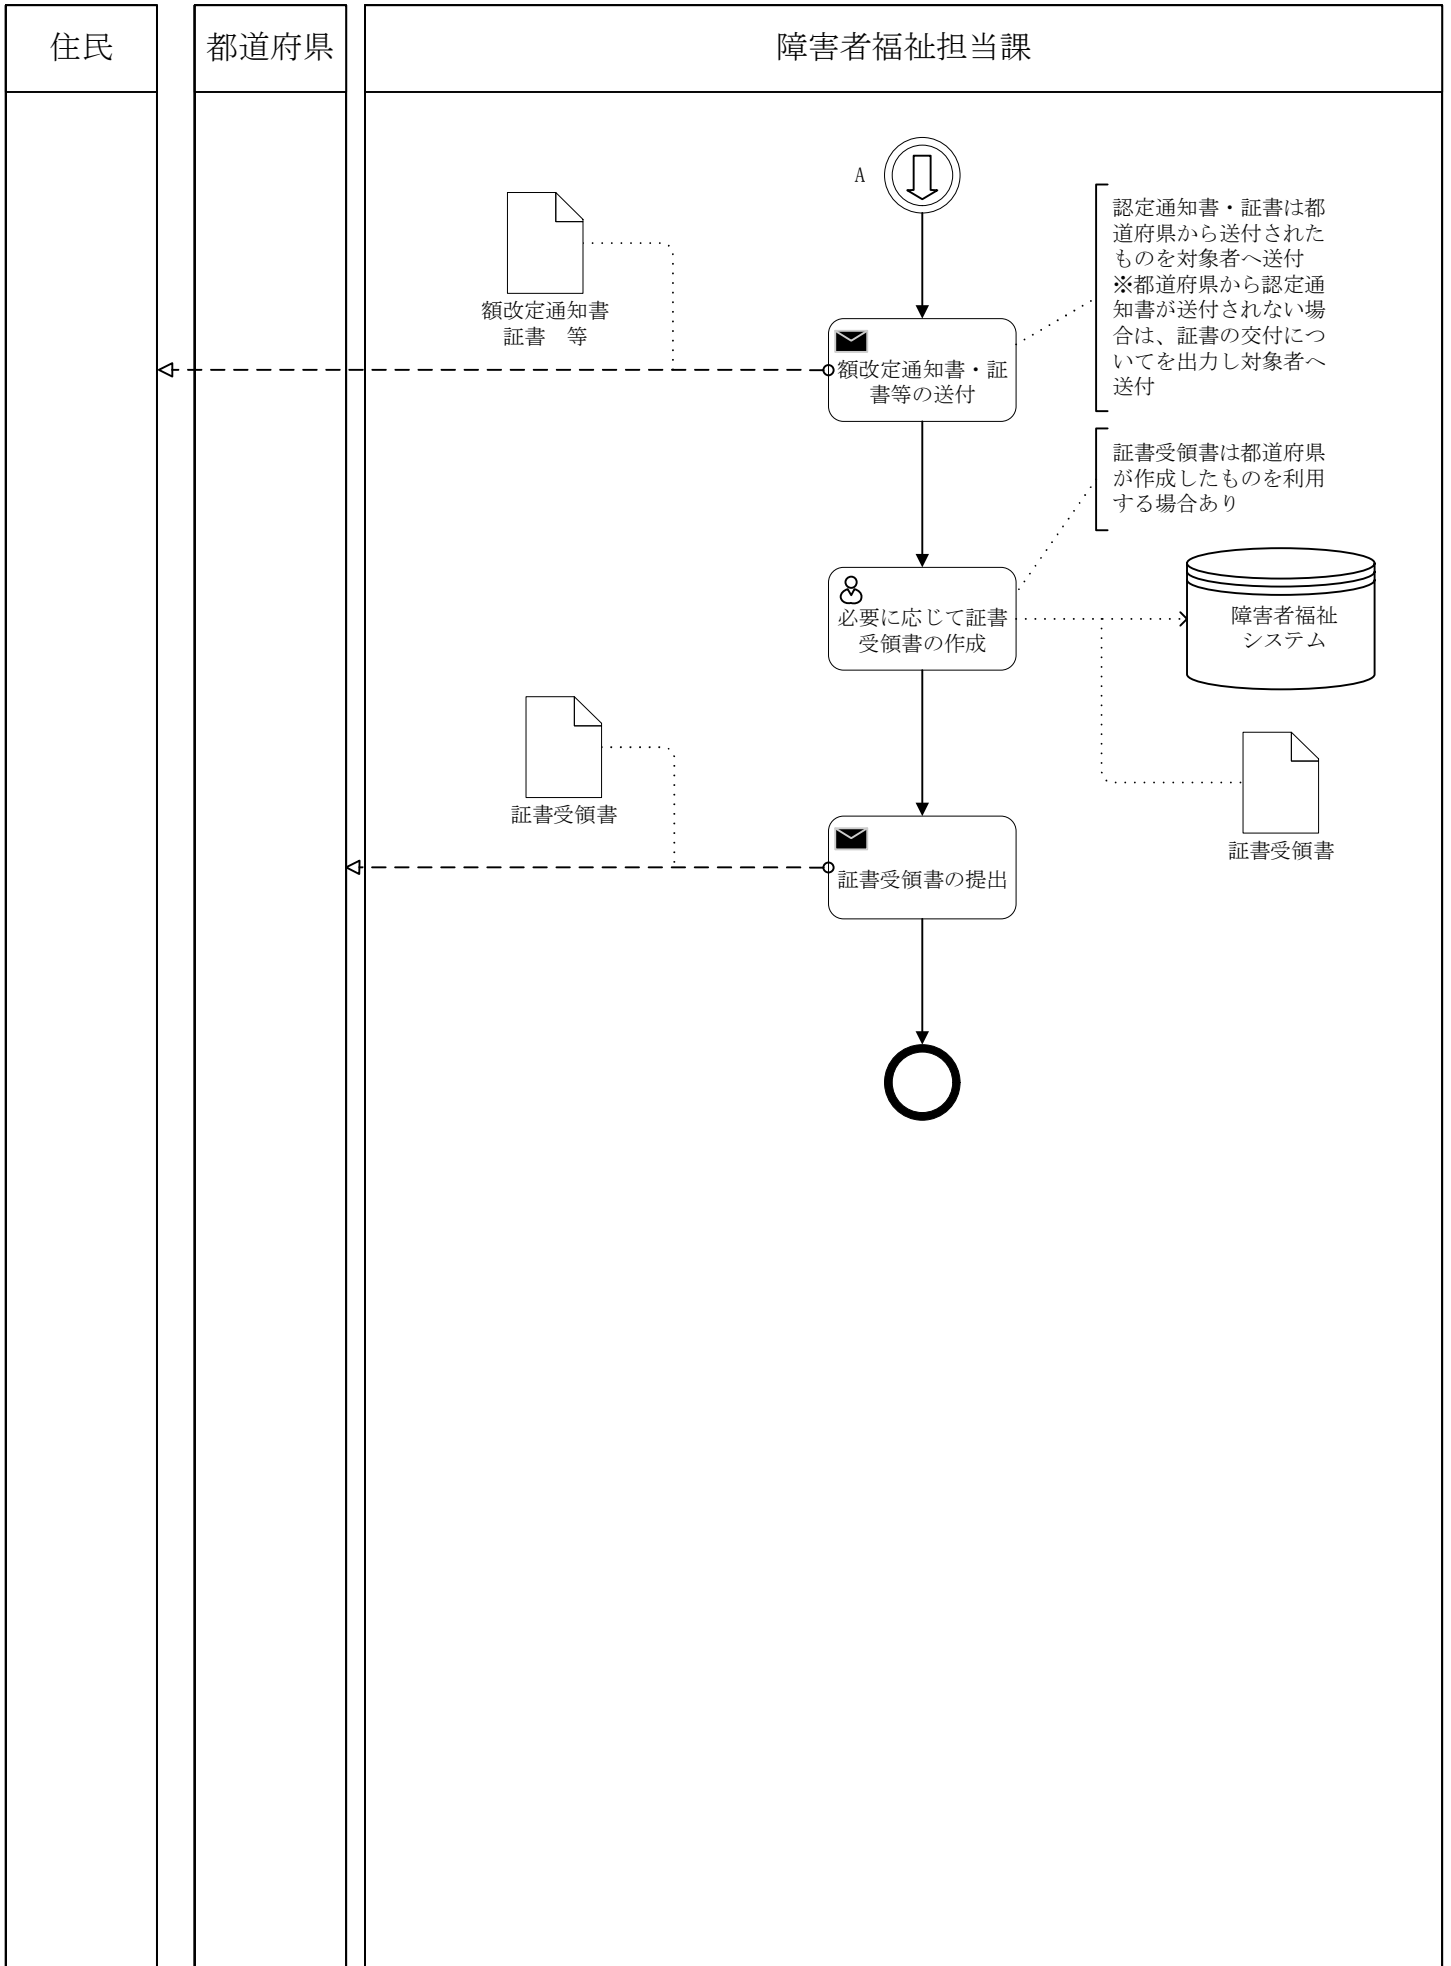 住民
都道府県
障害者福祉担当課
A
認定通知書・証書は都
道府県から送付された
ものを対象者へ送付
※都道府県から認定通
知書が送付されない場
合は、証書の交付につ
いてを出力し対象者へ
送付
額改定通知書
証書　等
額改定通知書・証
書等の送付
証書受領書は都道府県
が作成したものを利用
する場合あり
必要に応じて証書
受領書の作成
障害者福祉
システム
証書受領書
証書受領書
証書受領書の提出